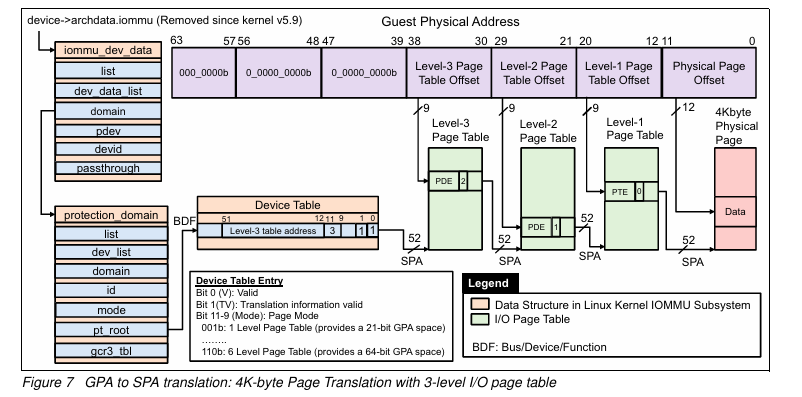 device->archdata.iommu (Removed since kernel v5.9)
Guest Physical Address
63 57 56 48 47 39 38 30 29 21 20 12 11 0
000_0000b
0_0000_0000b
0_0000_0000b
Level-3 Page
Table Offset
Level-2 Page
Table Offset
Level-1 Page
Table Offset
Physical Page
Offset
iommu_dev_data
list
dev_data_list
domain
pdev
devid
passthrough
9
9
9
12
Level-3
Page Table
Level-2
Page Table
Level-1
Page Table
4Kbyte
Physical
Page
PDE 2
PDE 1
PTE 0
Data
protection_domain
list
dev_list
domain
id
mode
pt_root
gcr3_tbl
BDF
Device Table
51 12 11 9 1 0
Level-3 table address 3 1 1
52
SPA
52
SPA
52
SPA
52
SPA
Device Table Entry
Bit 0 (V): Valid
Bit 1(TV): Translation information valid
Bit 11-9 (Mode): Page Mode
001b: 1 Level Page Table (provides a 21-bit GPA space)
........
110b: 6 Level Page Table (provides a 64-bit GPA space)
Legend
Data Structure in Linux Kernel IOMMU Subsystem
I/O Page Table
BDF: Bus/Device/Function
Figure 7 GPA to SPA translation: 4K-byte Page Translation with 3-level I/O page table